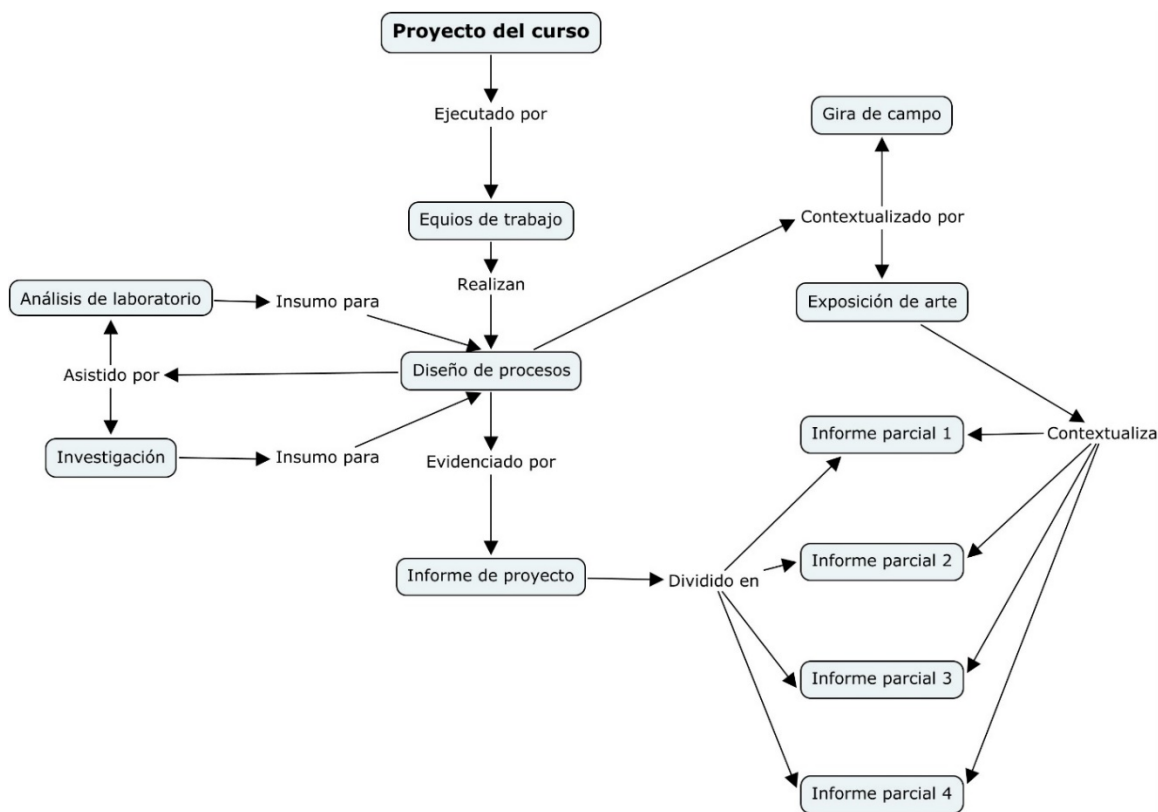 Proyecto del curso
Ejecutado por
Gira de campo
Equios de trabajo
Contextualizado por
Realizan
Análisis de laboratorio
Insumo para
Exposición de arte
Asistido por
Diseño de procesos
Investigación
Insumo para
Evidenciado por
Informe parcial 1
Contextualiza
Informe de proyecto
Dividido en
Informe parcial 2
Informe parcial 3
Informe parcial 4